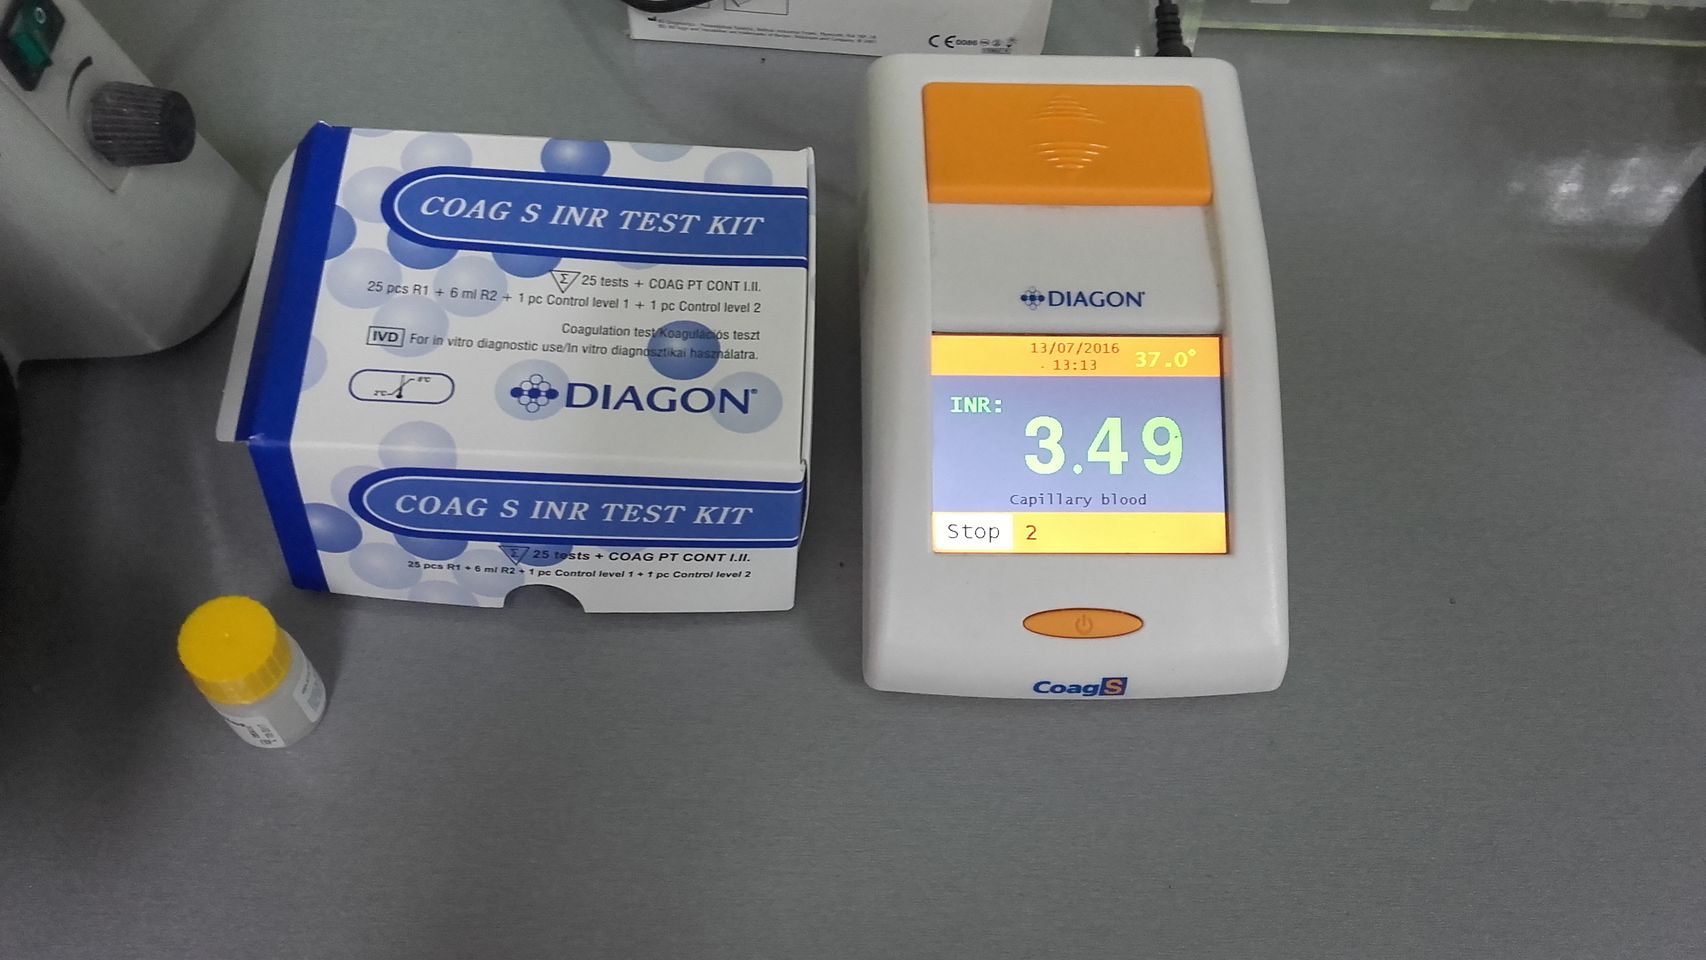 CE 0086
COAG S INR TEST KIT
Σ 25 tests + COAG PT CONT I.II.
25 pcs R1 + 6 ml R2 + 1 pc Control level 1 + 1 pc Control level 2
Coagulation test/Koagulációs teszt
IVD For in vitro diagnostic use/In vitro diagnosztikai használatra.
2°C 8°C
DIAGON®
COAG S INR TEST KIT
Σ 25 tests + COAG PT CONT I.II.
25 pcs R1 + 6 ml R2 + 1 pc Control level 1 + 1 pc Control level 2
DIAGON®
13/07/2016
13:13
37.0°
INR:
3.49
Capillary blood
Stop 2
CoagS